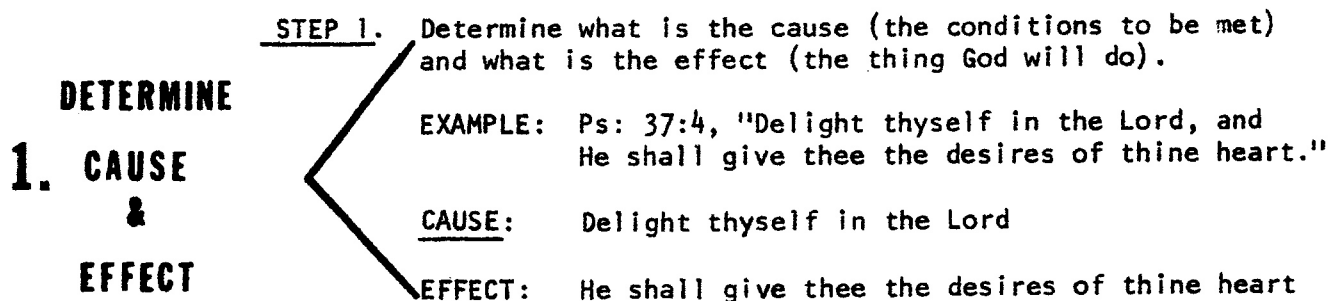 STEP 1. Determine what is the cause (the conditions to be met)
and what is the effect (the thing God will do).
1. DETERMINE
CAUSE
&
EFFECT
EXAMPLE: Ps: 37:4, "Delight thyself in the Lord, and
He shall give thee the desires of thine heart."
CAUSE: Delight thyself in the Lord
EFFECT: He shall give thee the desires of thine heart